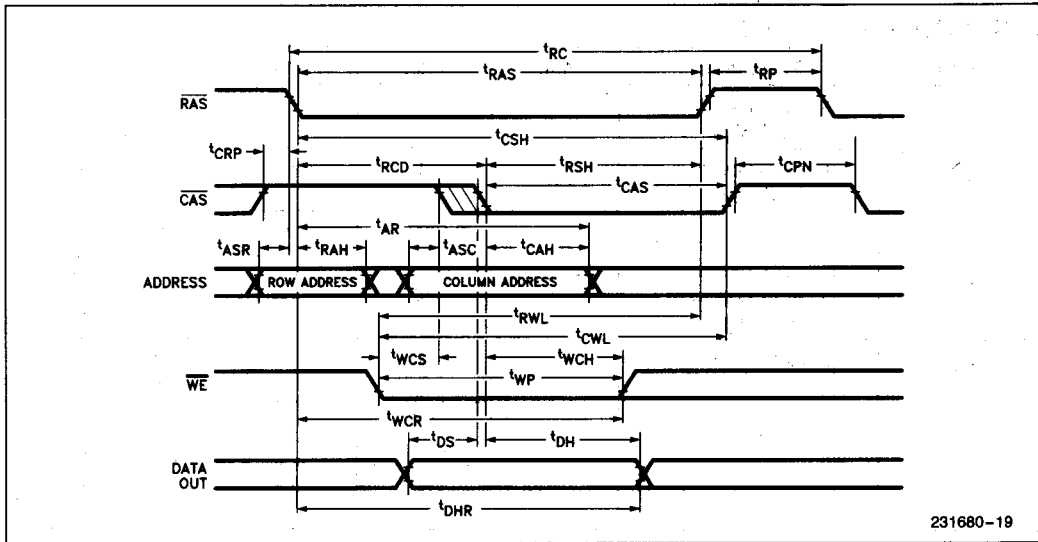 tRC
tRAS
tRP
RAS
tCSH
tCRP
tRCD
tRSH
tCPN
CAS
tCAS
tAR
tASR
tRAH
tASC
tCAH
ADDRESS
ROW ADDRESS
COLUMN ADDRESS
tRWL
tCWL
tWCS
tWCH
WE
tWP
tWCR
tDS
tDH
DATA
OUT
tDHR
231680-19